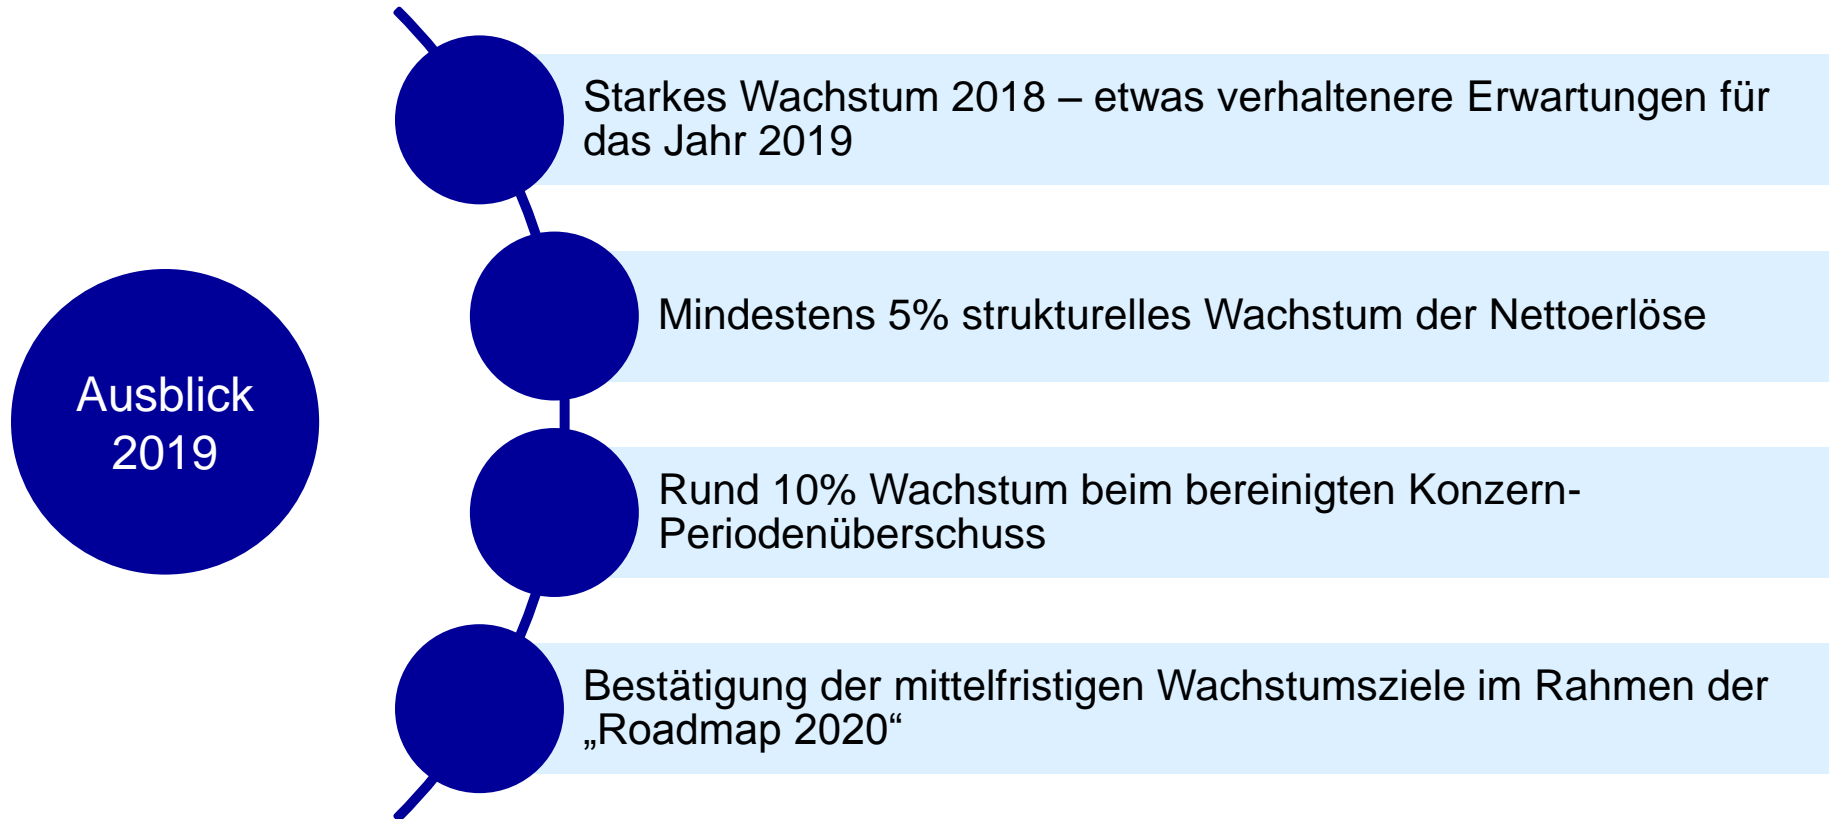 Ausblick
2019
Starkes Wachstum 2018 – etwas verhaltenere Erwartungen für
das Jahr 2019
Mindestens 5% strukturelles Wachstum der Nettoerlöse
Rund 10% Wachstum beim bereinigten Konzern-
Periodenüberschuss
Bestätigung der mittelfristigen Wachstumsziele im Rahmen der
„Roadmap 2020“